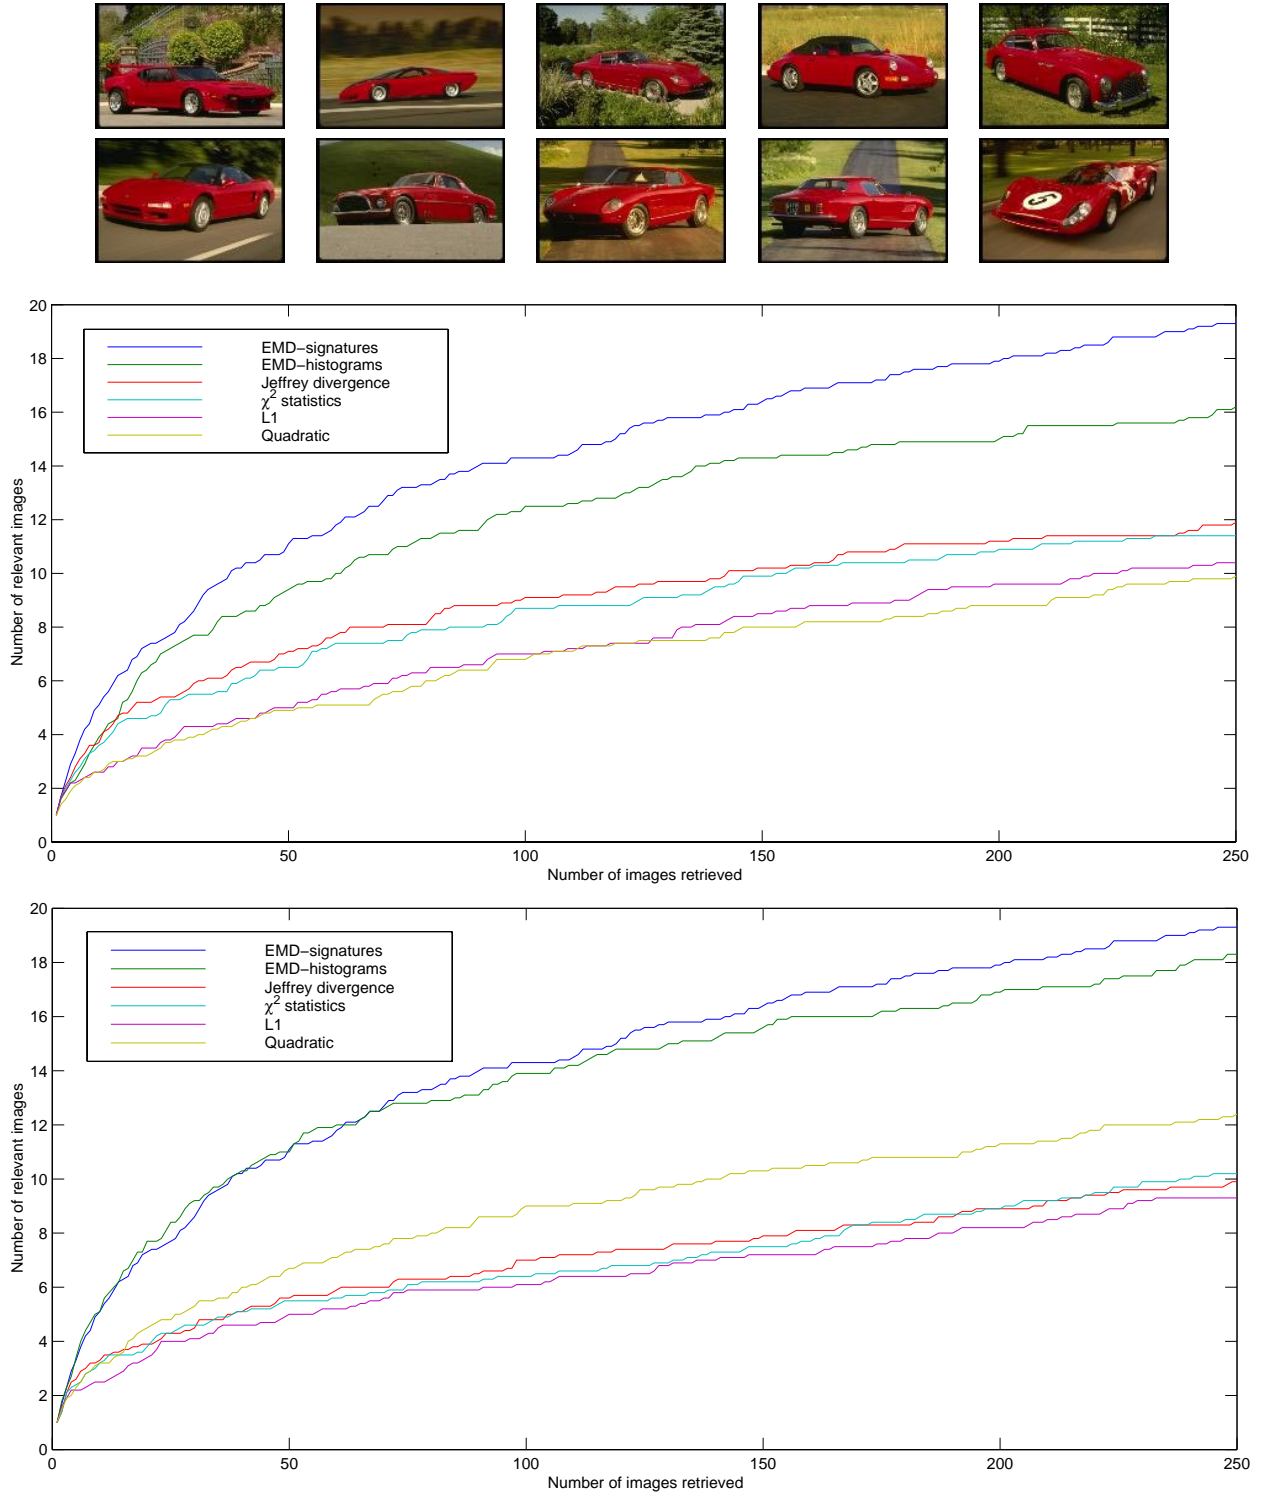 5
20
18
16
14
12
10
8
6
4
2
0
Number of relevant images
EMD−signatures
EMD−histograms
Jeffrey divergence
χ2 statistics
L1
Quadratic
0 50 100 150 200 250
Number of images retrieved
20
18
16
14
12
10
8
6
4
2
0
Number of relevant images
EMD−signatures
EMD−histograms
Jeffrey divergence
χ2 statistics
L1
Quadratic
0 50 100 150 200 250
Number of images retrieved